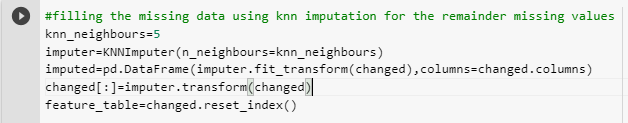 #filling the missing data using knn imputation for the remainder missing values
knn_neighbours=5
imputer=KNNImputer(n_neighbours=knn_neighbours)
imputed=pd.DataFrame(imputer.fit_transform(changed),columns=changed.columns)
changed[:]=imputer.transform(changed)
feature_table=changed.reset_index()